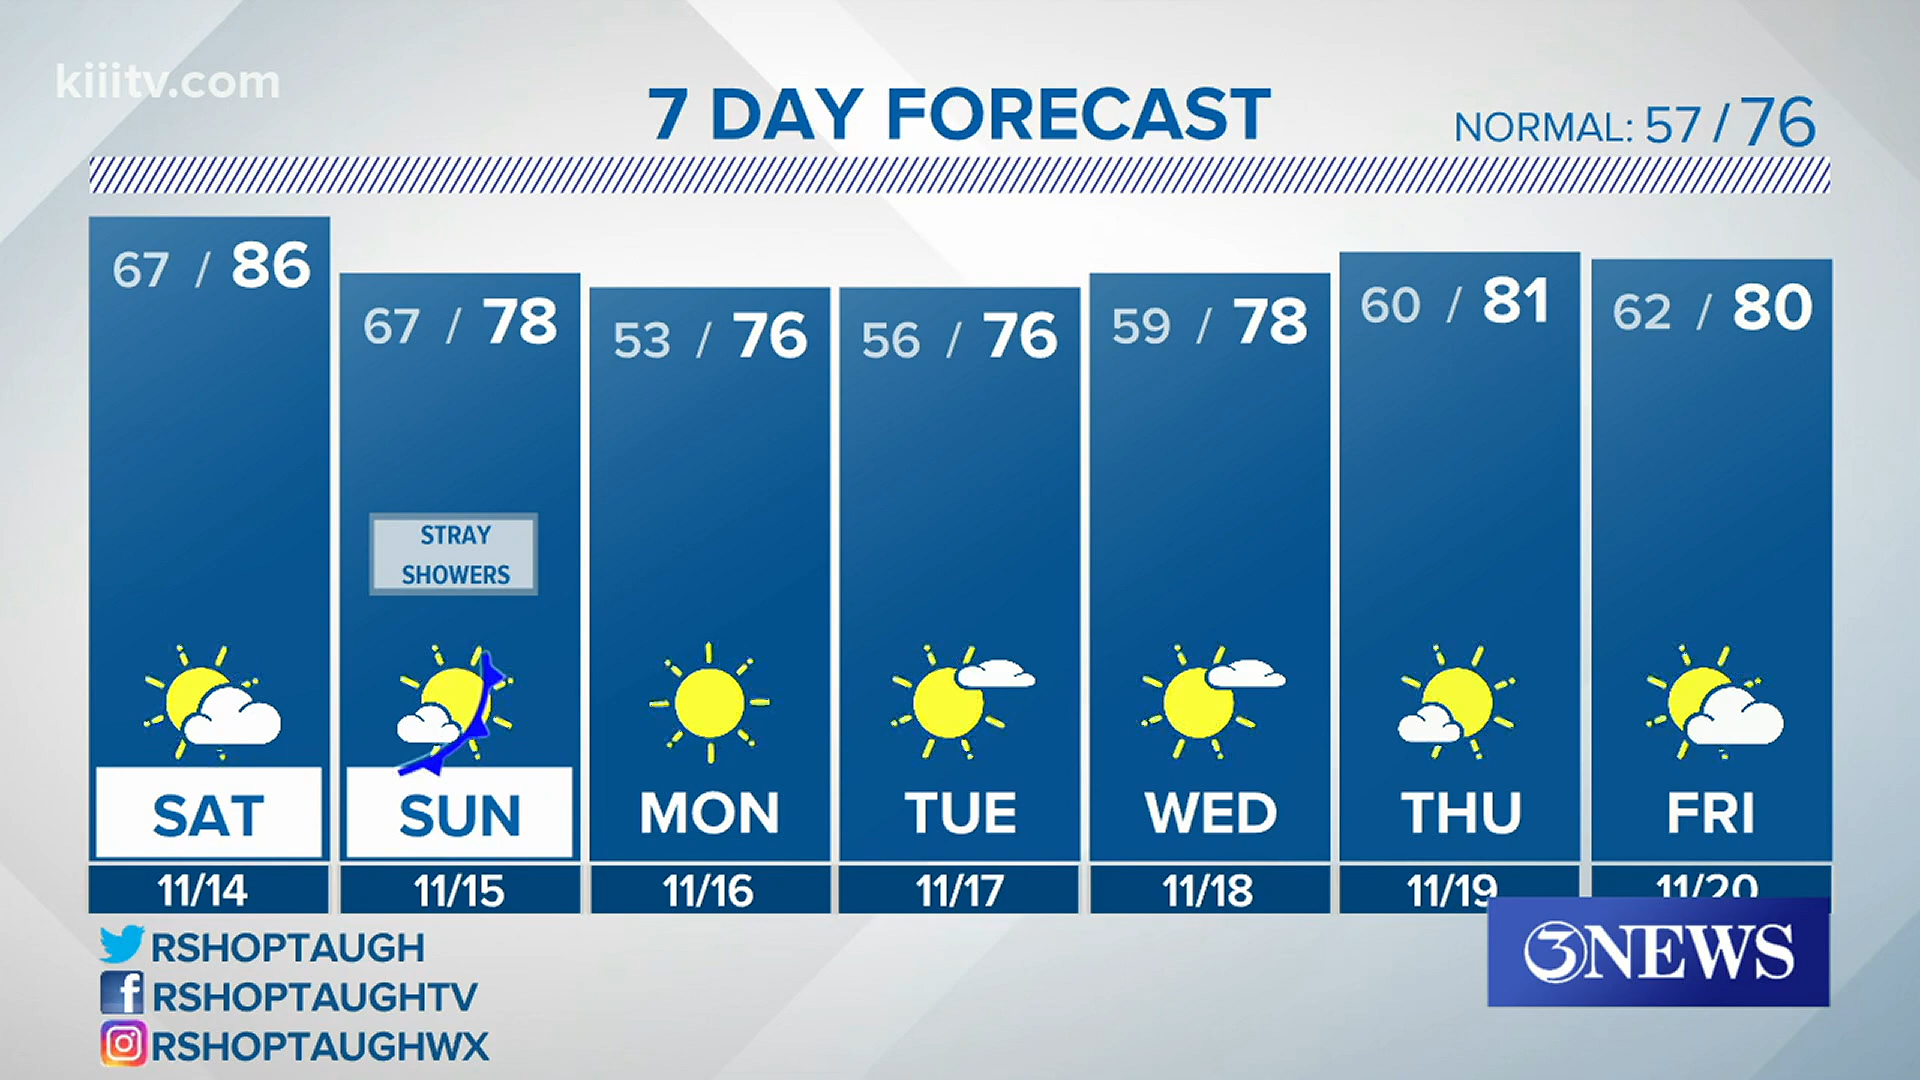 kiiitv.com
7 DAY FORECAST
NORMAL: 57 / 76
67 / 86
67 / 78
53 / 76
56 / 76
59 / 78
60 / 81
62 / 80
STRAY
SHOWERS
SAT
SUN
MON
TUE
WED
THU
FRI
11/14
11/15
11/16
11/17
11/18
11/19
11/20
RSHOPTAUGH
RSHOPTAUGHTV
RSHOPTAUGHWX
3NEWS